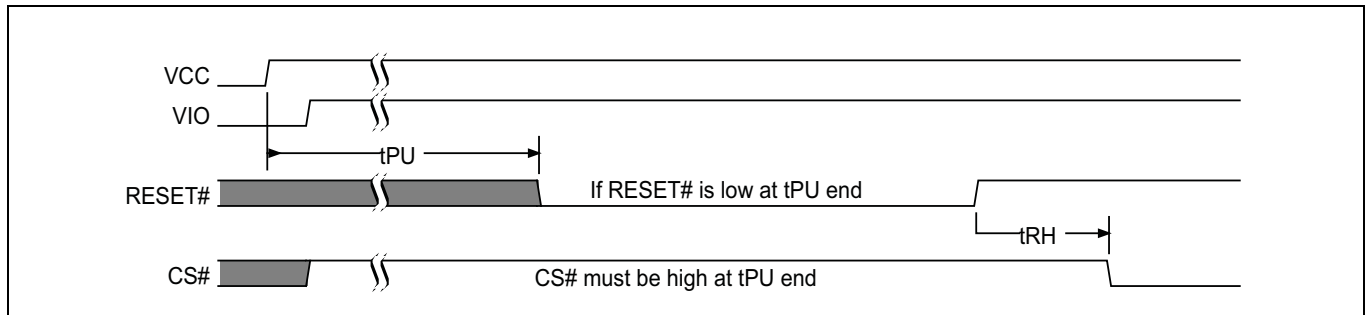 VCC
VIO
tPU
RESET#
If RESET# is low at tPU end
tRH
CS#
CS# must be high at tPU end